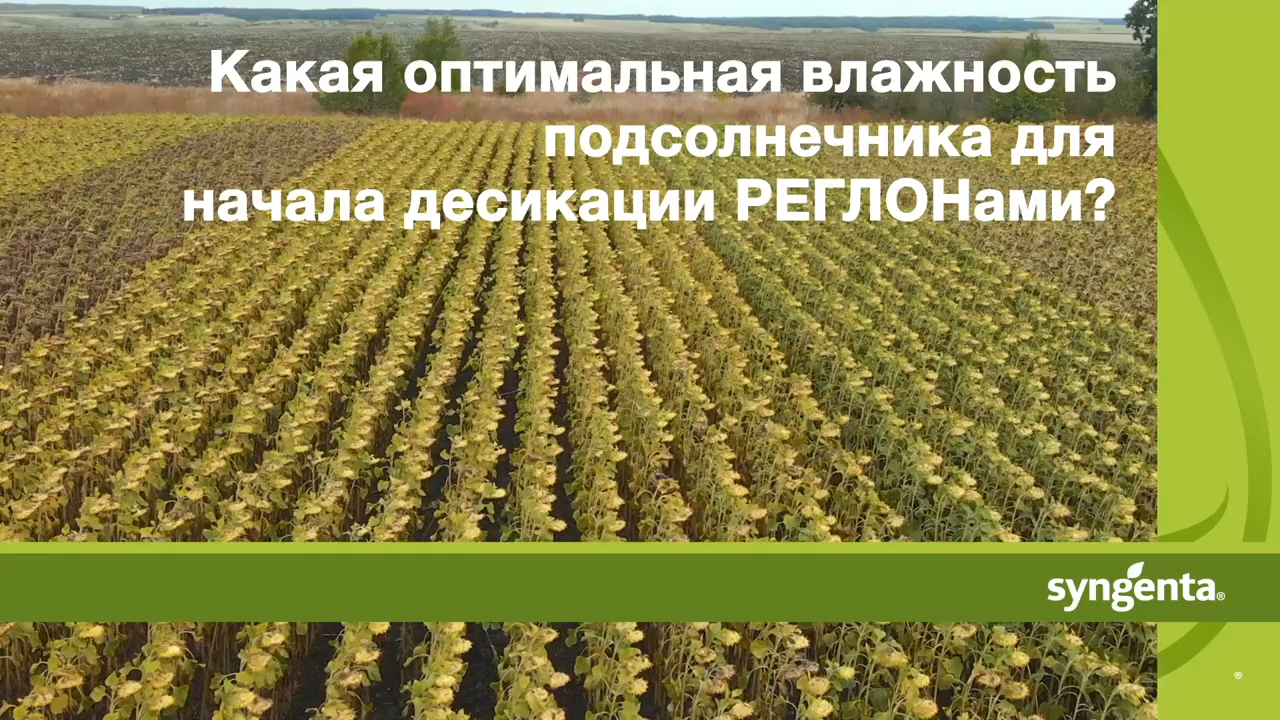 Какая оптимальная влажность
подсолнечника для
начала десикации РЕГЛОНами?
syngenta®
®